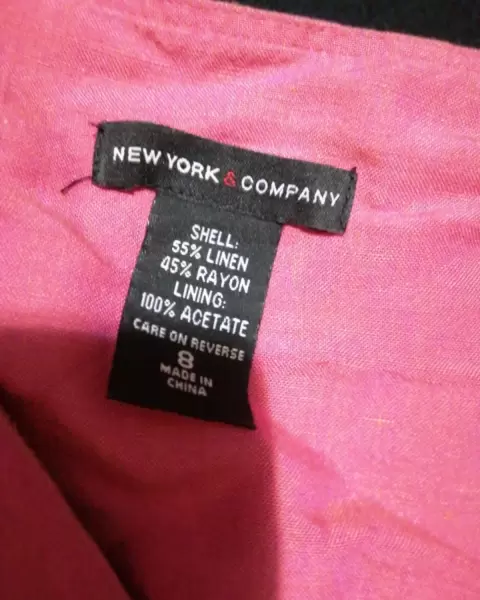 NEW YORK & COMPANY
SHELL:
55% LINEN
45% RAYON
LINING:
100% ACETATE
CARE ON REVERSE
8
MADE IN
CHINA